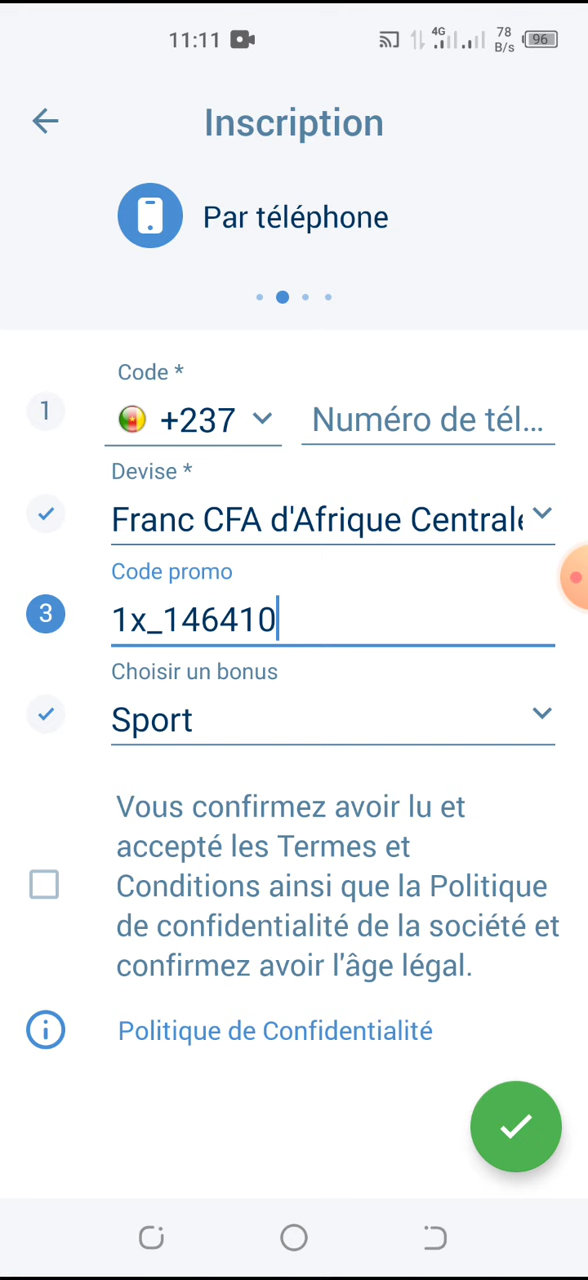 11:11 4G 78 B/s 96
Inscription
Par téléphone
Code *
1 +237 Numéro de tél...
Devise *
Franc CFA d'Afrique Centrale
Code promo
3 1x_146410
Choisir un bonus
Sport
Vous confirmez avoir lu et
accepté les Termes et
Conditions ainsi que la Politique
de confidentialité de la société et
confirmez avoir l'âge légal.
Politique de Confidentialité